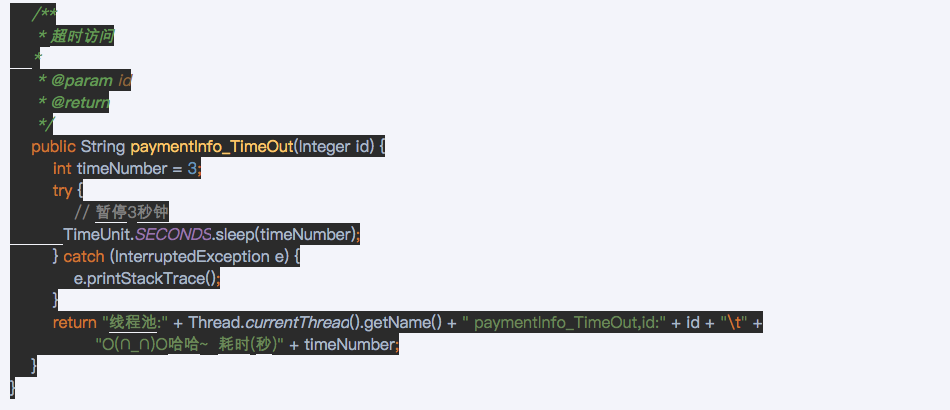 /**
* 超时访问
*
* @param id
* @return
*/
public String paymentInfo_TimeOut(Integer id) {
int timeNumber = 3;
try {
// 暂停3秒钟
TimeUnit.SECONDS.sleep(timeNumber);
} catch (InterruptedException e) {
e.printStackTrace();
}
return "线程池:" + Thread.currentThread().getName() + " paymentInfo_TimeOut,id:" + id + "\t" +
"O(∩_∩)O哈哈~ 耗时(秒)" + timeNumber;
}
}